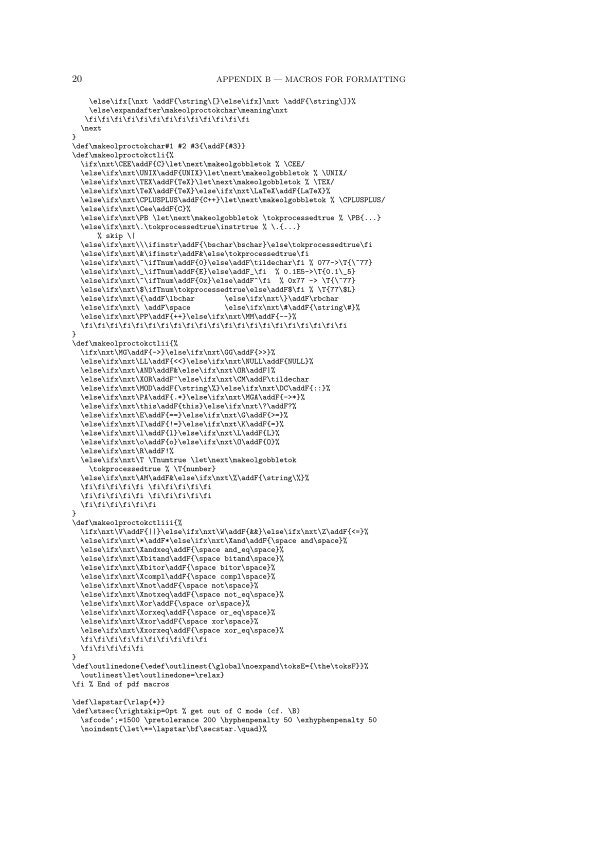 20 APPENDIX B — MACROS FOR FORMATTING
\else\ifx[\nxt \addF{\string\[}\else\ifx]\nxt \addF{\string\]}%
\else\expandafter\makeolproctokchar\meaning\nxt
\fi\fi\fi\fi\fi\fi\fi\fi\fi\fi\fi\fi\fi
\next
}
\def\makeolproctokchar#1 #2 #3{\addF{#3}}
\def\makeolproctokctli{%
\ifx\nxt\CEE\addF{C}\let\next\makeolgobbletok % \CEE/
\else\ifx\nxt\UNIX\addF{UNIX}\let\next\makeolgobbletok % \UNIX/
\else\ifx\nxt\TEX\addF{TeX}\let\next\makeolgobbletok % \TEX/
\else\ifx\nxt\TeX\addF{TeX}\else\ifx\nxt\LaTeX\addF{LaTeX}%
\else\ifx\nxt\CPLUSPLUS\addF{C++}\let\next\makeolgobbletok % \CPLUSPLUS/
\else\ifx\nxt\Cee\addF{C}%
\else\ifx\nxt\PB \let\next\makeolgobbletok \tokprocessedtrue % \PB{...}
\else\ifx\nxt\.\tokprocessedtrue\instrtrue % \.{...}
% skip \|
\else\ifx\nxt\\\ifinstr\addF{\bschar\bschar}\else\tokprocessedtrue\fi
\else\ifx\nxt\&\ifinstr\addF&\else\tokprocessedtrue\fi
\else\ifx\nxt\~\ifTnum\addF{0}\else\addF\tildechar\fi % 077->\T{\~77}
\else\ifx\nxt\_\ifTnum\addF{E}\else\addF_\fi % 0.1E5->\T{0.1\_5}
\else\ifx\nxt\^\ifTnum\addF{0x}\else\addF^\fi % 0x77 -> \T{\^77}
\else\ifx\nxt\$\ifTnum\tokprocessedtrue\else\addF$\fi % \T{77\$L}
\else\ifx\nxt\{\addF\lbchar \else\ifx\nxt\}\addF\rbchar
\else\ifx\nxt\ \addF\space \else\ifx\nxt\#\addF{\string\#}%
\else\ifx\nxt\PP\addF{++}\else\ifx\nxt\MM\addF{--}%
\fi\fi\fi\fi\fi\fi\fi\fi\fi\fi\fi\fi\fi\fi\fi\fi\fi\fi\fi\fi
}
\def\makeolproctokctlii{%
\ifx\nxt\MG\addF{->}\else\ifx\nxt\GG\addF{>>}%
\else\ifx\nxt\LL\addF{<<}\else\ifx\nxt\NULL\addF{NULL}%
\else\ifx\nxt\AND\addF&\else\ifx\nxt\OR\addF|%
\else\ifx\nxt\XOR\addF^\else\ifx\nxt\CM\addF\tildechar
\else\ifx\nxt\MOD\addF{\string\%}\else\ifx\nxt\DC\addF{::}%
\else\ifx\nxt\PA\addF{.*}\else\ifx\nxt\MGA\addF{->*}%
\else\ifx\nxt\this\addF{this}\else\ifx\nxt\?\addF?%
\else\ifx\nxt\E\addF{==}\else\ifx\nxt\G\addF{>=}%
\else\ifx\nxt\I\addF{!=}\else\ifx\nxt\K\addF{=}%
\else\ifx\nxt\l\addF{l}\else\ifx\nxt\L\addF{L}%
\else\ifx\nxt\o\addF{o}\else\ifx\nxt\O\addF{O}%
\else\ifx\nxt\R\addF!%
\else\ifx\nxt\T \Tnumtrue \let\next\makeolgobbletok
\tokprocessedtrue % \T{number}
\else\ifx\nxt\AM\addF&\else\ifx\nxt\%\addF{\string\%}%
\fi\fi\fi\fi\fi \fi\fi\fi\fi\fi
\fi\fi\fi\fi\fi \fi\fi\fi\fi\fi
\fi\fi\fi\fi\fi\fi
}
\def\makeolproctokctliii{%
\ifx\nxt\V\addF{||}\else\ifx\nxt\W\addF{&&}\else\ifx\nxt\Z\addF{<=}%
\else\ifx\nxt\*\addF*\else\ifx\nxt\Xand\addF{\space and\space}%
\else\ifx\nxt\Xandxeq\addF{\space and_eq\space}%
\else\ifx\nxt\Xbitand\addF{\space bitand\space}%
\else\ifx\nxt\Xbitor\addF{\space bitor\space}%
\else\ifx\nxt\Xcompl\addF{\space compl\space}%
\else\ifx\nxt\Xnot\addF{\space not\space}%
\else\ifx\nxt\Xnotxeq\addF{\space not_eq\space}%
\else\ifx\nxt\Xor\addF{\space or\space}%
\else\ifx\nxt\Xorxeq\addF{\space or_eq\space}%
\else\ifx\nxt\Xxor\addF{\space xor\space}%
\else\ifx\nxt\Xxorxeq\addF{\space xor_eq\space}%
\fi\fi\fi\fi\fi\fi\fi\fi\fi\fi
\fi\fi\fi\fi\fi
}
\def\outlinedone{\edef\outlinest{\global\noexpand\toksE={\the\toksF}}%
\outlinest\let\outlinedone=\relax}
\fi % End of pdf macros
\def\lapstar{\rlap{*}}
\def\stsec{\rightskip=0pt % get out of C mode (cf. \B)
\sfcode`;=1500 \pretolerance 200 \hyphenpenalty 50 \exhyphenpenalty 50
\noindent{\let\*=\lapstar\bf\secstar.\quad}%